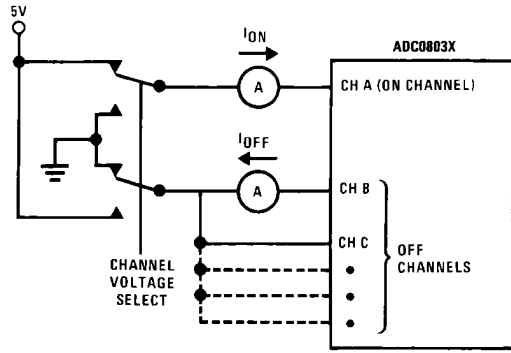 5V
ION
ADC0803X
A
CH A (ON CHANNEL)
IOFF
A
CH B
CH C
OFF
CHANNELS
CHANNEL
VOLTAGE
SELECT